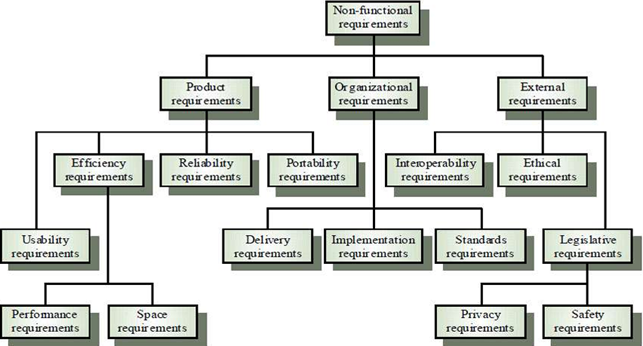 Non-functional
requirements
Product
requirements
Organizational
requirements
External
requirements
Efficiency
requirements
Reliability
requirements
Portability
requirements
Interoperability
requirements
Ethical
requirements
Usability
requirements
Delivery
requirements
Implementation
requirements
Standards
requirements
Legislative
requirements
Performance
requirements
Space
requirements
Privacy
requirements
Safety
requirements